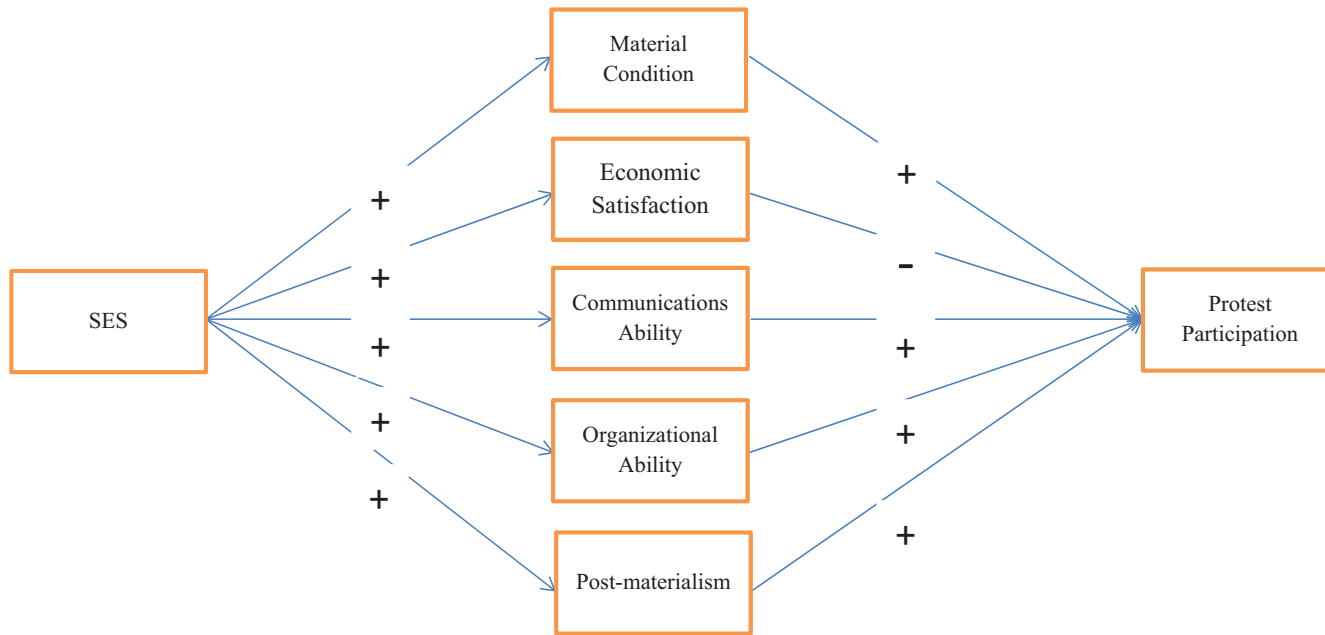 Material
Condition
+
+
Economic
Satisfaction
+
-
SES
Communications
Ability
Protest
Participation
+
+
+
Organizational
Ability
+
+
Post-materialism
+